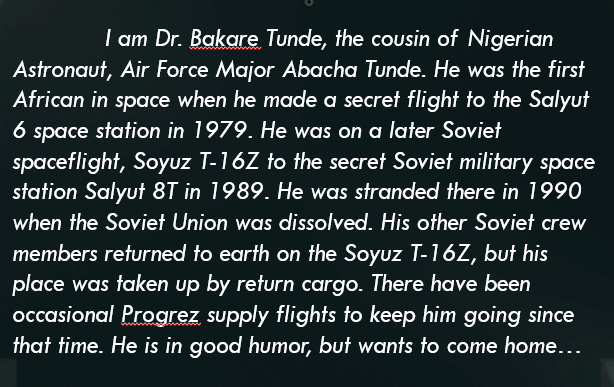 I am Dr. Bakare Tunde, the cousin of Nigerian
Astronaut, Air Force Major Abacha Tunde. He was the first
African in space when he made a secret flight to the Salyut
6 space station in 1979. He was on a later Soviet
spaceflight, Soyuz T-16Z to the secret Soviet military space
station Salyut 8T in 1989. He was stranded there in 1990
when the Soviet Union was dissolved. His other Soviet crew
members returned to earth on the Soyuz T-16Z, but his
place was taken up by return cargo. There have been
occasional Progrez supply flights to keep him going since
that time. He is in good humor, but wants to come home…